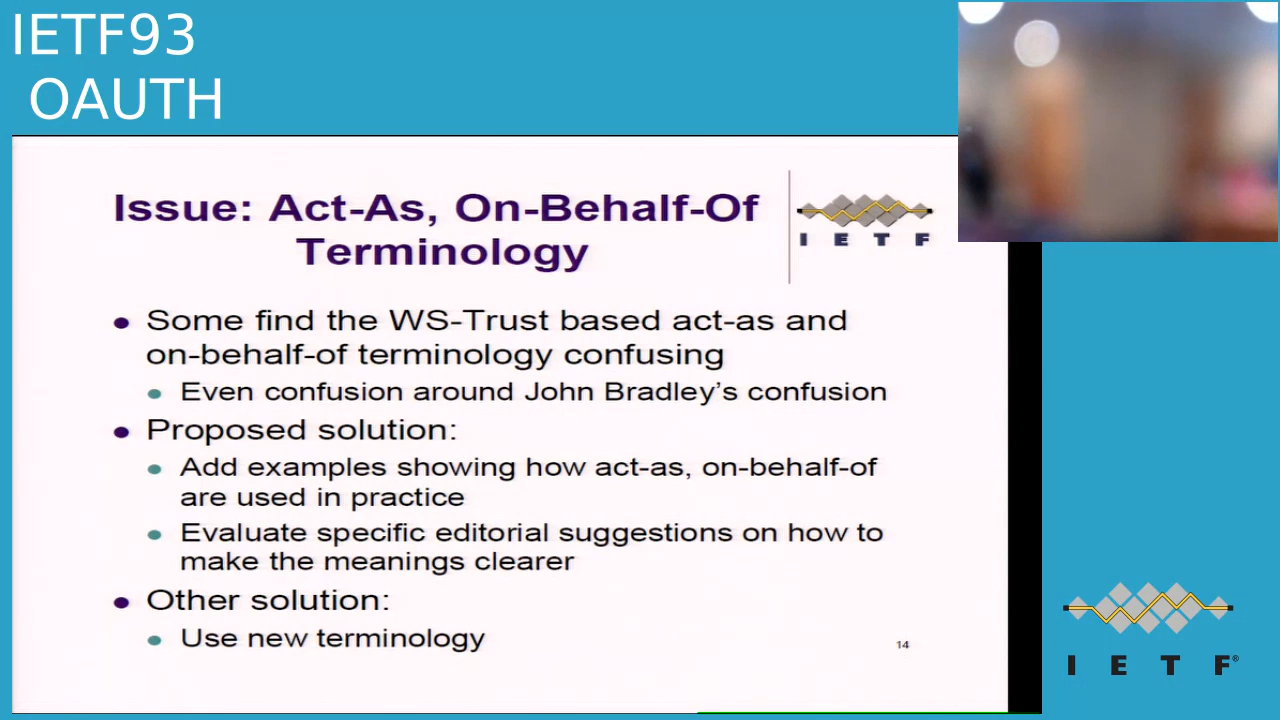 IETF93
OAUTH
Issue: Act-As, On-Behalf-Of
Terminology
I E T F
• Some find the WS-Trust based act-as and
on-behalf-of terminology confusing
• Even confusion around John Bradley’s confusion
• Proposed solution:
• Add examples showing how act-as, on-behalf-of
are used in practice
• Evaluate specific editorial suggestions on how to
make the meanings clearer
• Other solution:
• Use new terminology
14
I E T F®